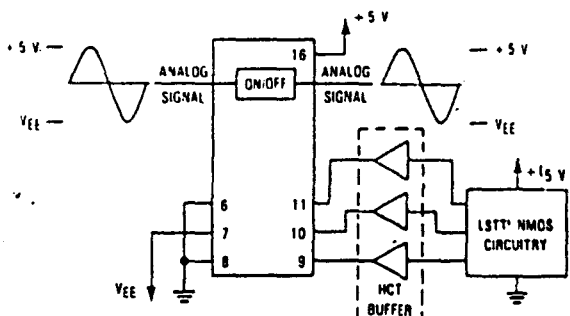 + 5 V
16
+ 5 V.
+ 5 V
ANALOG
SIGNAL
ON/OFF
ANALOG
SIGNAL
VEE
VEE
+5 V
6
7
8
11
10
9
LSTTL NMOS
CIRCUITRY
VEE
HCT
BUFFER